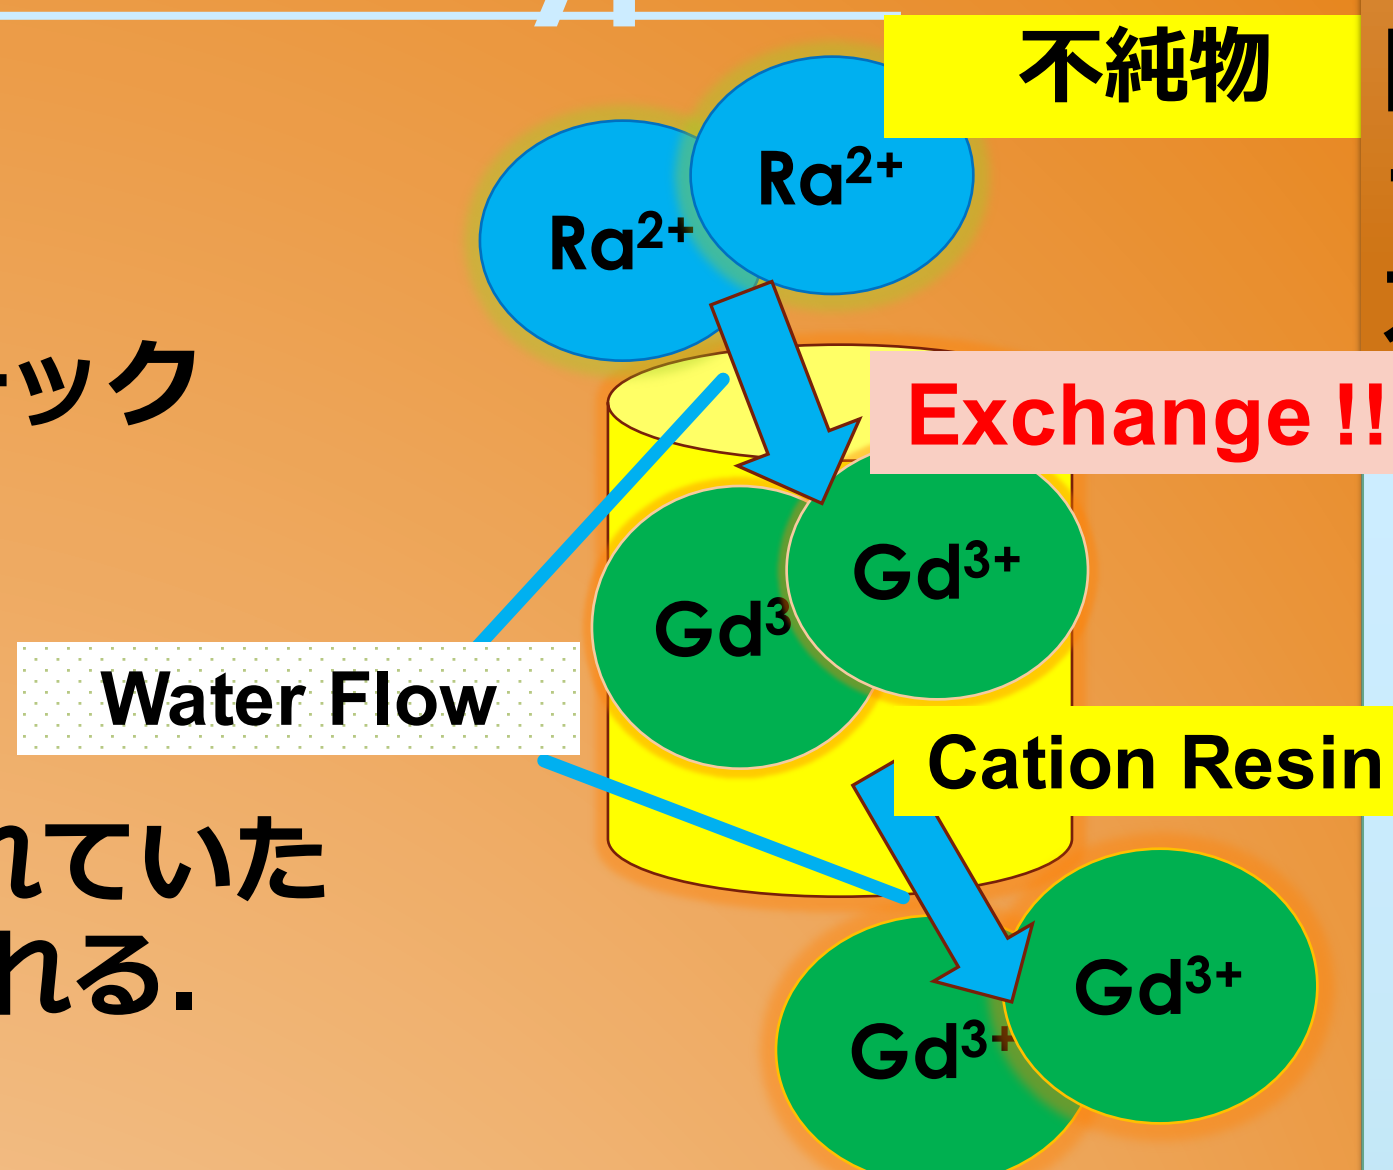 不純物
Ra2+
Ra2+
ック
Exchange !!
Gd3+
Gd3
Water Flow
Cation Resin
れていた
れる.
Gd3+
Gd3+